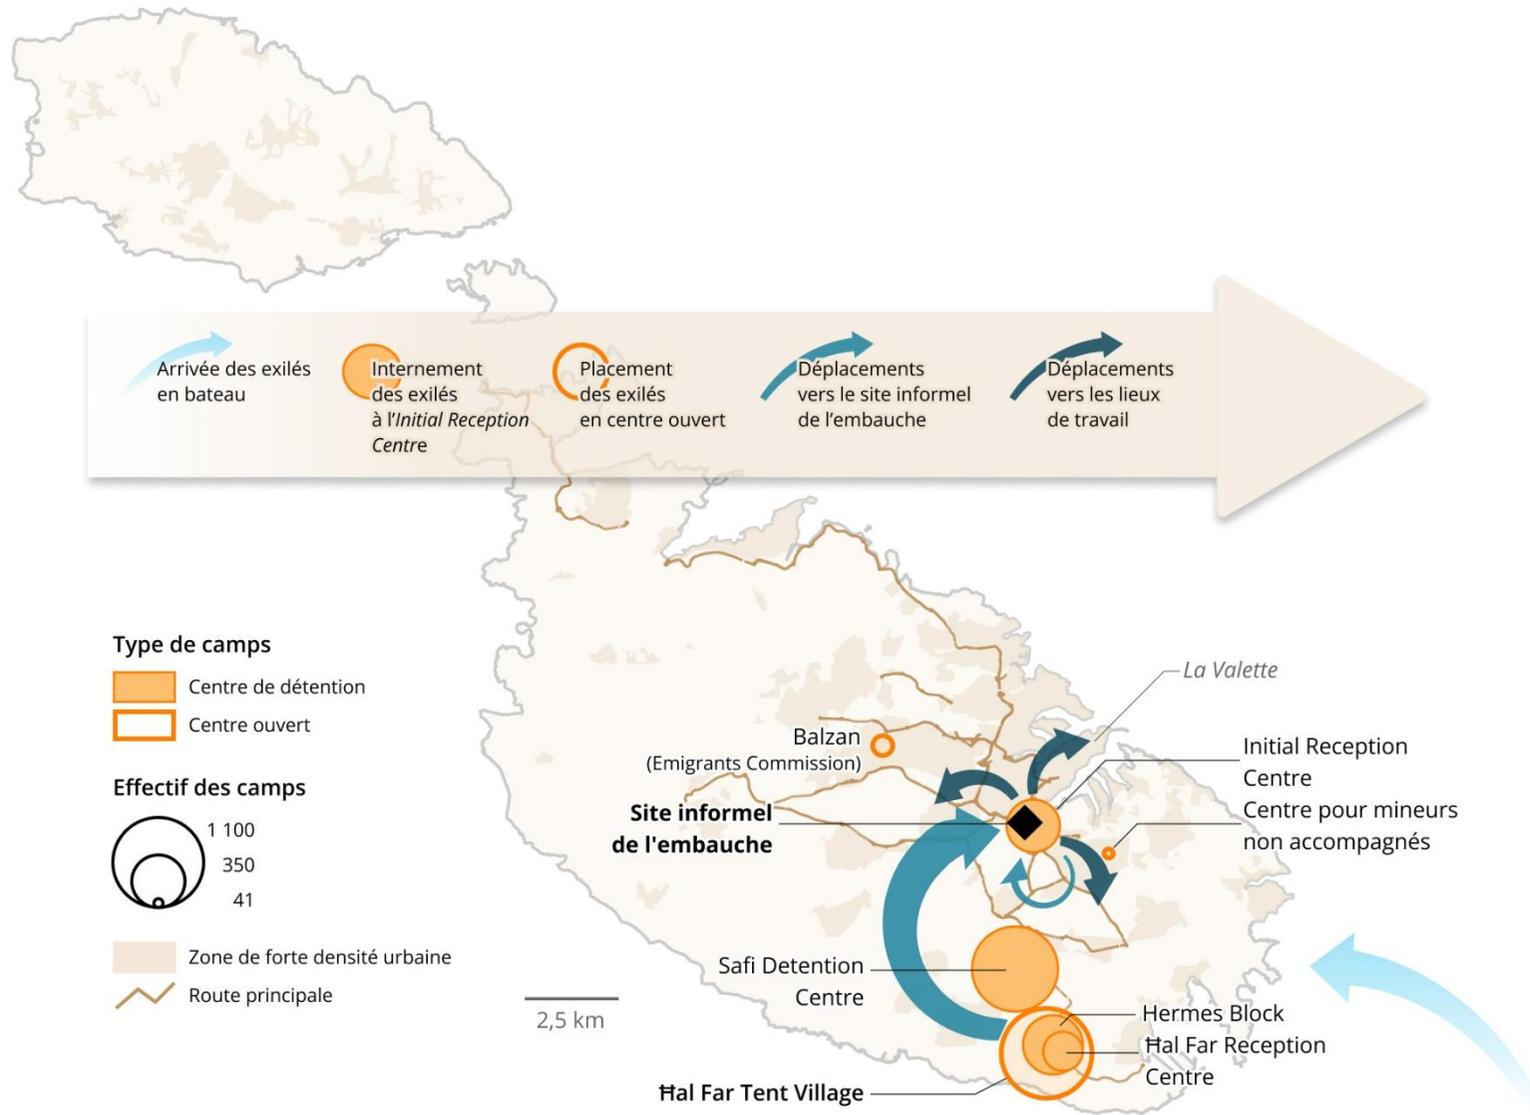 Arrivée des exilés
en bateau
Internement
des exilés
à l'Initial Reception
Centre
Placement
des exilés
en centre ouvert
Déplacements
vers le site informel
de l'embauche
Déplacements
vers les lieux
de travail
Type de camps
Centre de détention
Centre ouvert
Effectif des camps
1 100
350
41
Zone de forte densité urbaine
Route principale
2,5 km
La Valette
Balzan
(Emigrants Commission)
Initial Reception
Centre
Site informel
de l'embauche
Centre pour mineurs
non accompagnés
Safi Detention
Centre
Hermes Block
Ħal Far Reception
Centre
Ħal Far Tent Village